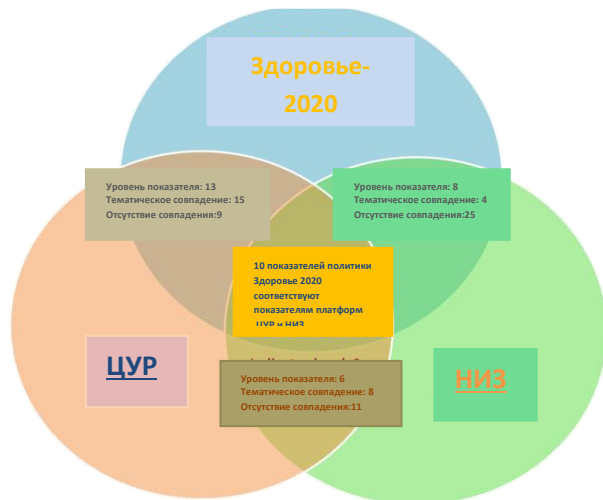 Здоровье-
2020
Уровень показателя: 13
Тематическое совпадение: 15
Отсутствие совпадения:9
Уровень показателя: 8
Тематическое совпадение: 4
Отсутствие совпадения:25
10 показателей политики
Здоровье 2020
соответствуют
показателям платформ
ЦУР и НИЗ
ЦУР
НИЗ
Уровень показателя: 6
Тематическое совпадение: 8
Отсутствие совпадения:11